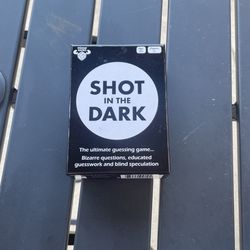 SHOT
IN THE
DARK
The ultimate guessing game...
Bizarre questions, educated
guesswork and blind speculation